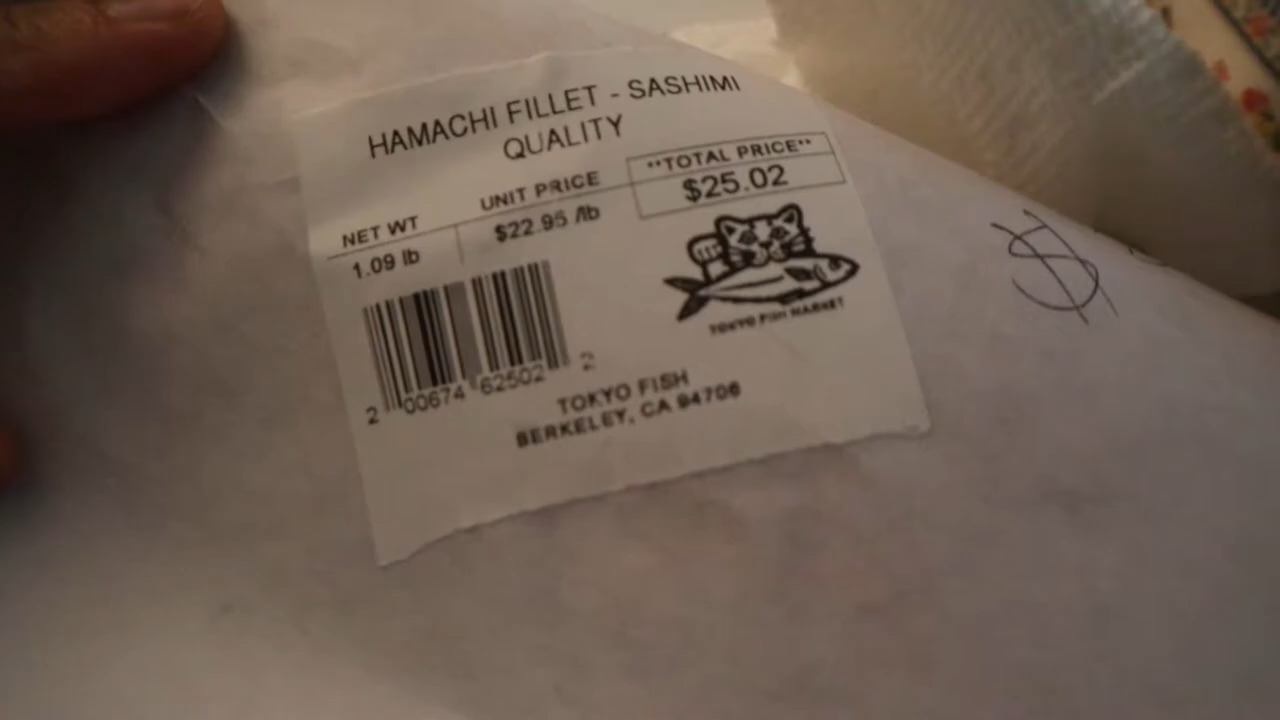 HAMACHI FILLET - SASHIMI
QUALITY
NET WT
UNIT PRICE
**TOTAL PRICE**
1.09 lb
$22.95 /lb
$25.02
TOKYO FISH MARKET
2 00674 62502 2
TOKYO FISH
BERKELEY, CA 94706
$